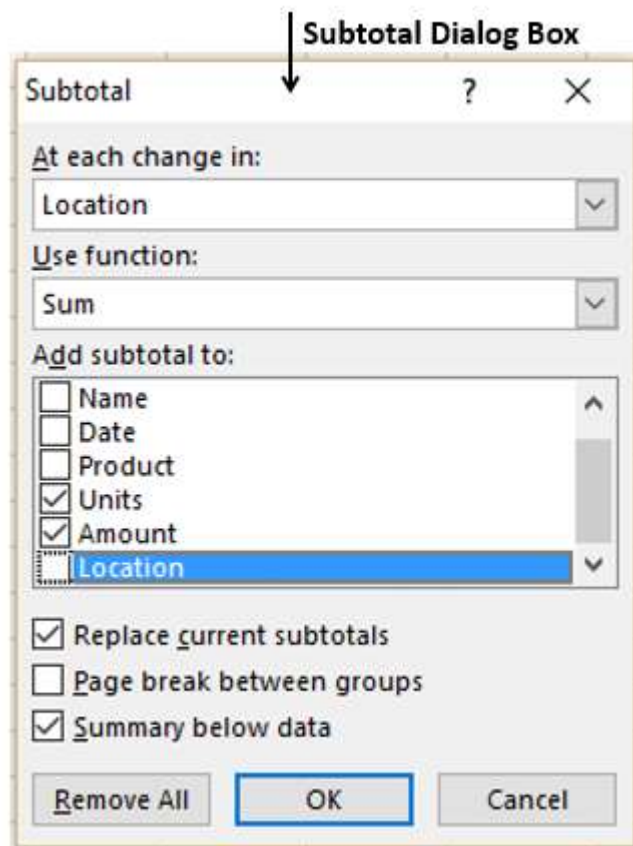 Subtotal Dialog Box
Subtotal ?
At each change in:
Location
Use function:
Sum
Add subtotal to:
Name
Date
Product
Units
Amount
Location
Replace current subtotals
Page break between groups
Summary below data
Remove All OK Cancel